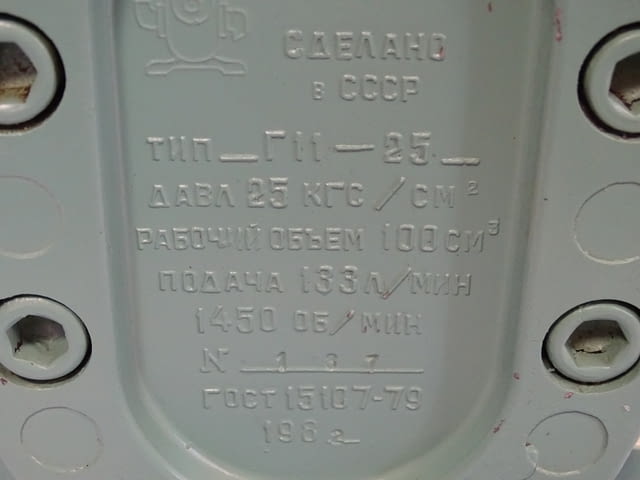 СДЕЛАНО
в СССР
ТИП Г11-25
ДАВЛ 25 КГС/СМ²
РАБОЧИЙ ОБЪЕМ 100 СМ³
ПОДАЧА 133 Л/МИН
1450 ОБ/МИН
№ 137
ГОСТ 15107-79
1982